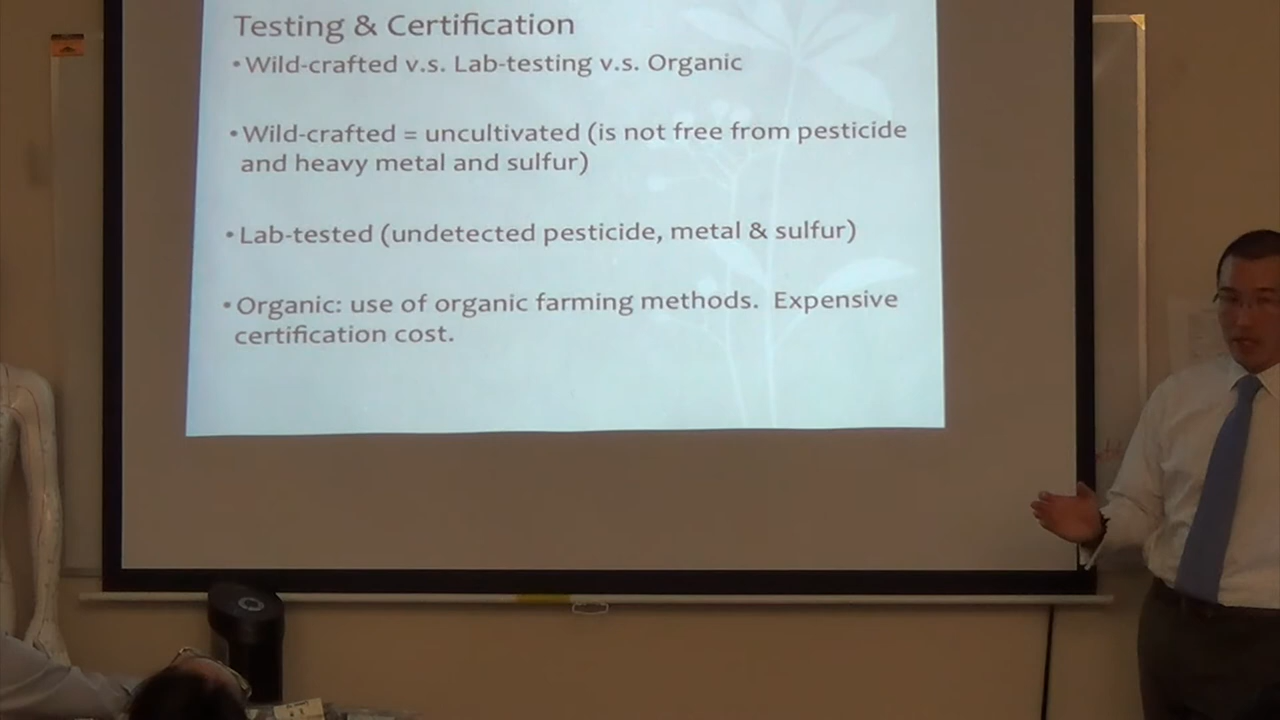 Testing & Certification
•Wild-crafted v.s. Lab-testing v.s. Organic
•Wild-crafted = uncultivated (is not free from pesticide
and heavy metal and sulfur)
•Lab-tested (undetected pesticide, metal & sulfur)
•Organic: use of organic farming methods. Expensive
certification cost.